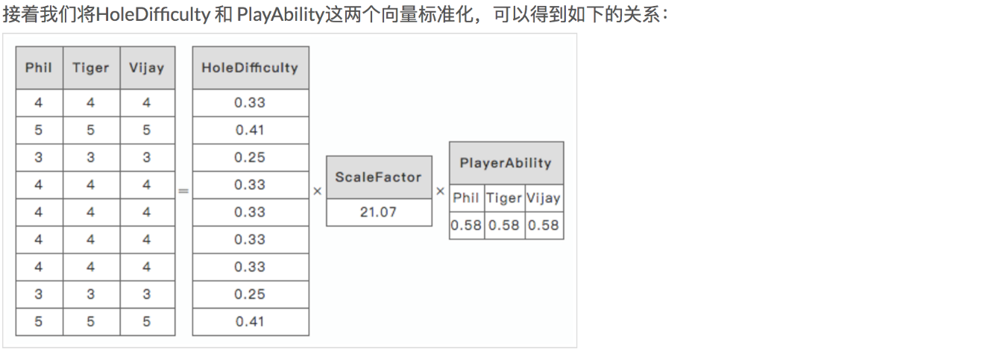 接着我们将HoleDifficulty 和 PlayAbility这两个向量标准化，可以得到如下的关系：
Phil Tiger Vijay HoleDifficulty
4 4 4 0.33
5 5 5 0.41
3 3 3 0.25
4 4 4 0.33
4 4 4 0.33
4 4 4 0.33
4 4 4 0.33
3 3 3 0.25
5 5 5 0.41
=
×
ScaleFactor
21.07
×
PlayerAbility
Phil Tiger Vijay
0.58 0.58 0.58